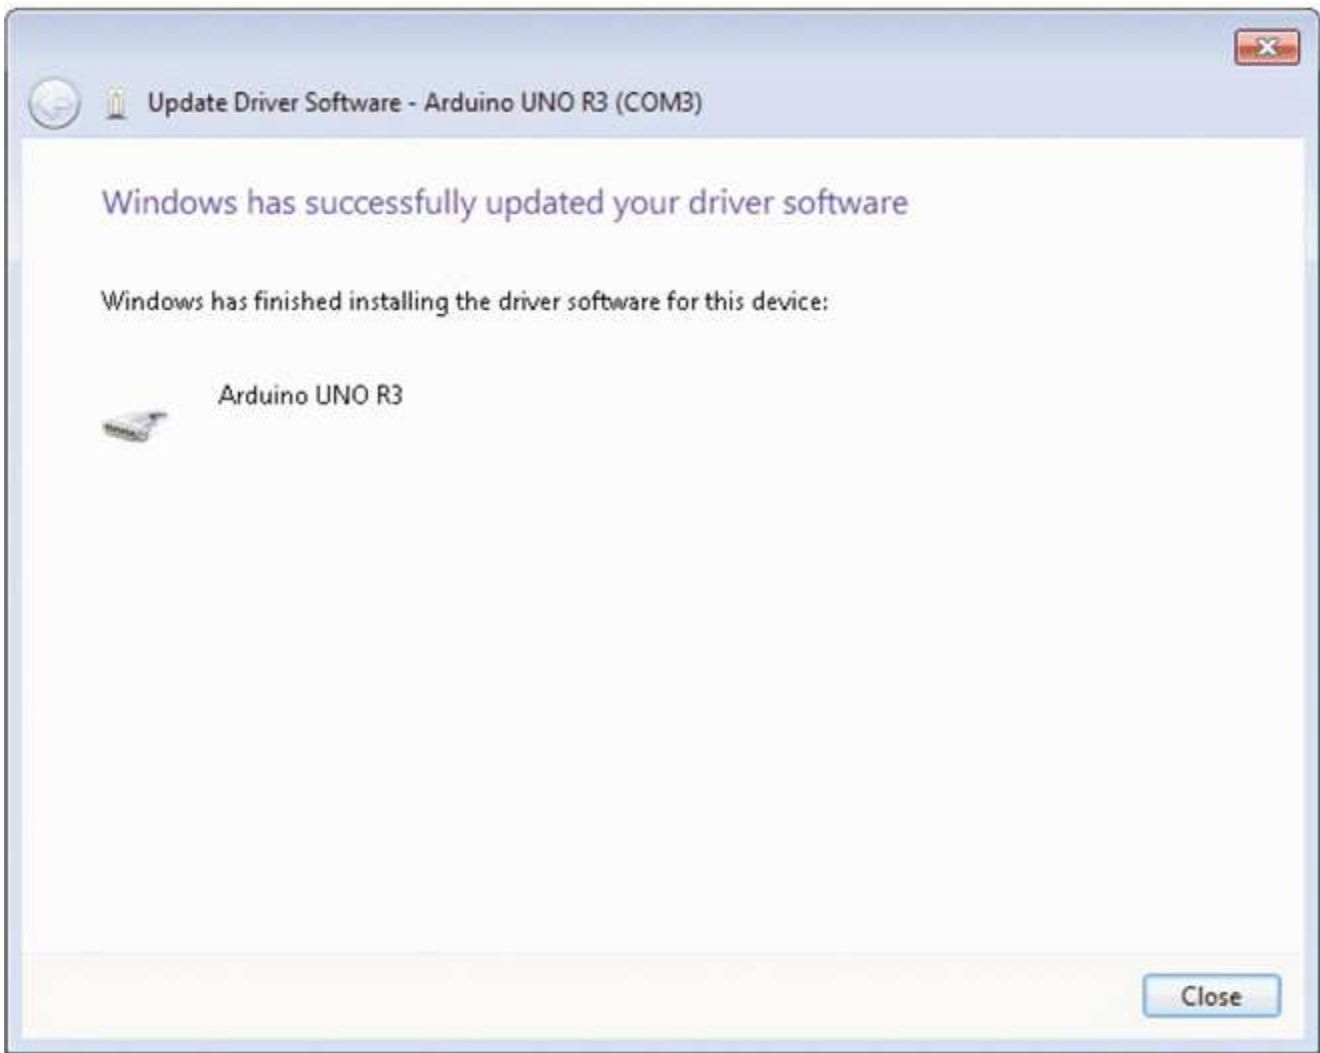 Update Driver Software - Arduino UNO R3 (COM3)
Windows has successfully updated your driver software
Windows has finished installing the driver software for this device:
Arduino UNO R3
Close